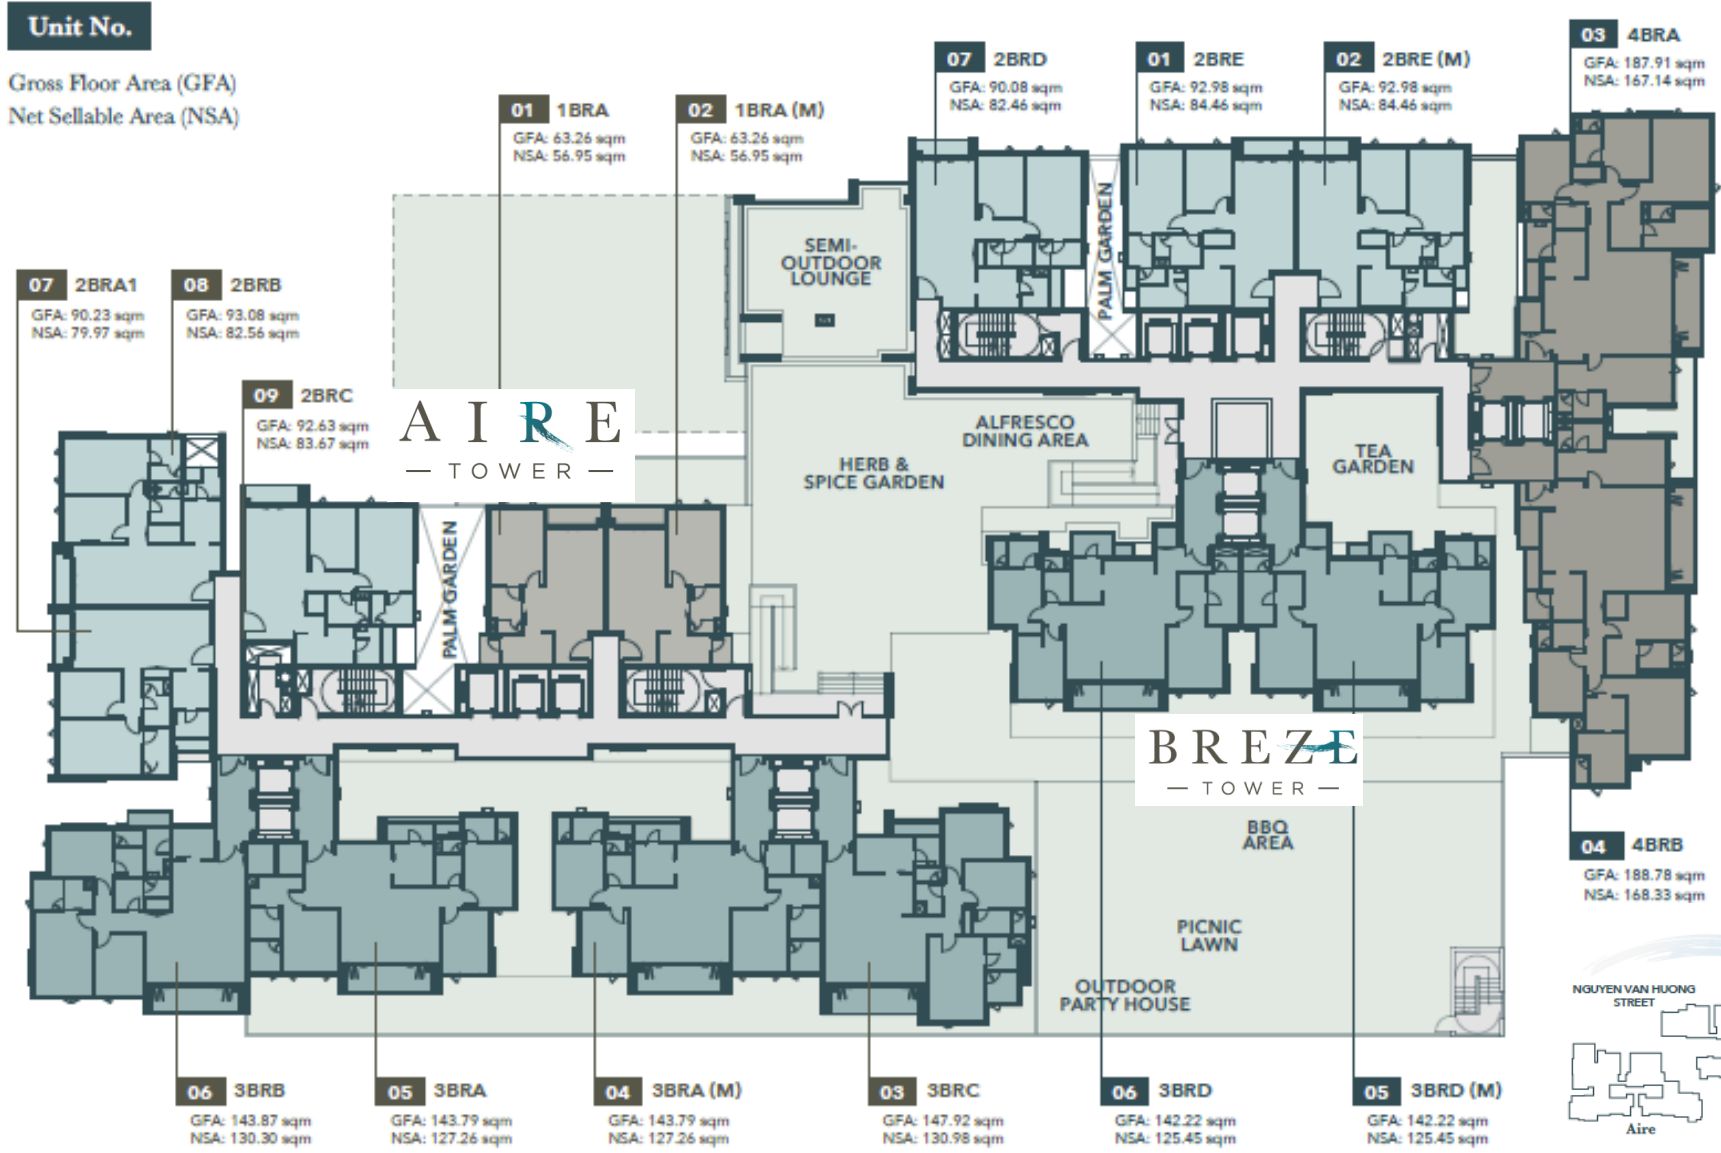 Unit No.
Gross Floor Area (GFA)
Net Sellable Area (NSA)
07 2BRA1
GFA: 90.23 sqm
NSA: 79.97 sqm
08 2BRB
GFA: 93.08 sqm
NSA: 82.56 sqm
09 2BRC
GFA: 92.63 sqm
NSA: 83.67 sqm
01 1BRA
GFA: 63.26 sqm
NSA: 56.95 sqm
02 1BRA (M)
GFA: 63.26 sqm
NSA: 56.95 sqm
07 2BRD
GFA: 90.08 sqm
NSA: 82.46 sqm
01 2BRE
GFA: 92.98 sqm
NSA: 84.46 sqm
02 2BRE (M)
GFA: 92.98 sqm
NSA: 84.46 sqm
03 4BRA
GFA: 187.91 sqm
NSA: 167.14 sqm
SEMI-
OUTDOOR
LOUNGE
PALM GARDEN
AIRE
TOWER
ALFRESCO
DINING AREA
HERB &
SPICE GARDEN
TEA
GARDEN
PALM GARDEN
BREZE
TOWER
BBQ
AREA
PICNIC
LAWN
OUTDOOR
PARTY HOUSE
04 4BRB
GFA: 188.78 sqm
NSA: 168.33 sqm
NGUYEN VAN HUONG
STREET
Aire
06 3BRB
GFA: 143.87 sqm
NSA: 130.30 sqm
05 3BRA
GFA: 143.79 sqm
NSA: 127.26 sqm
04 3BRA (M)
GFA: 143.79 sqm
NSA: 127.26 sqm
03 3BRC
GFA: 147.92 sqm
NSA: 130.98 sqm
06 3BRD
GFA: 142.22 sqm
NSA: 125.45 sqm
05 3BRD (M)
GFA: 142.22 sqm
NSA: 125.45 sqm